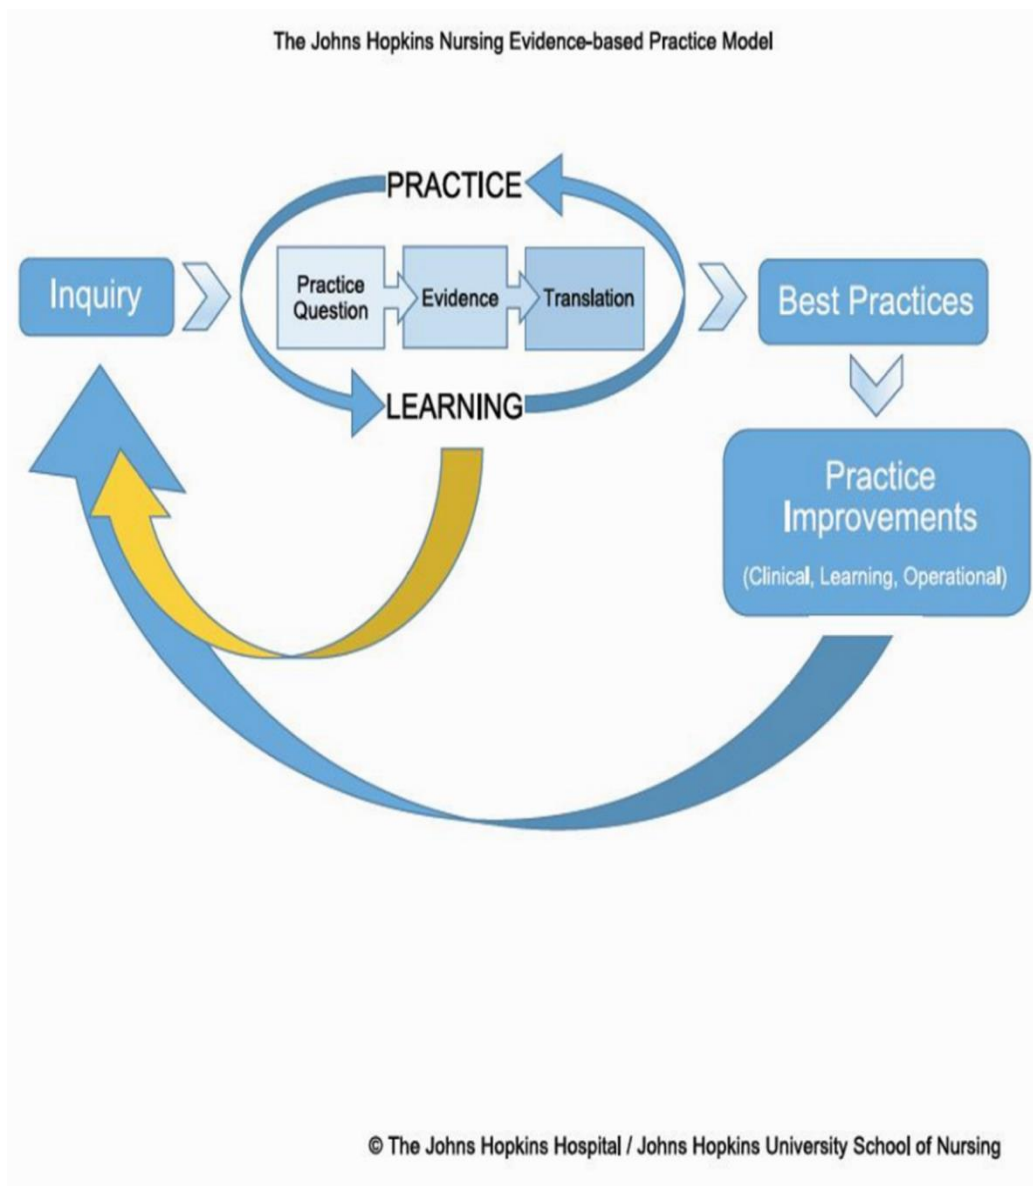 The Johns Hopkins Nursing Evidence-based Practice Model
PRACTICE
Inquiry
Practice
Question
Evidence
Translation
LEARNING
Best Practices
Practice
Improvements
(Clinical, Learning, Operational)
© The Johns Hopkins Hospital / Johns Hopkins University School of Nursing